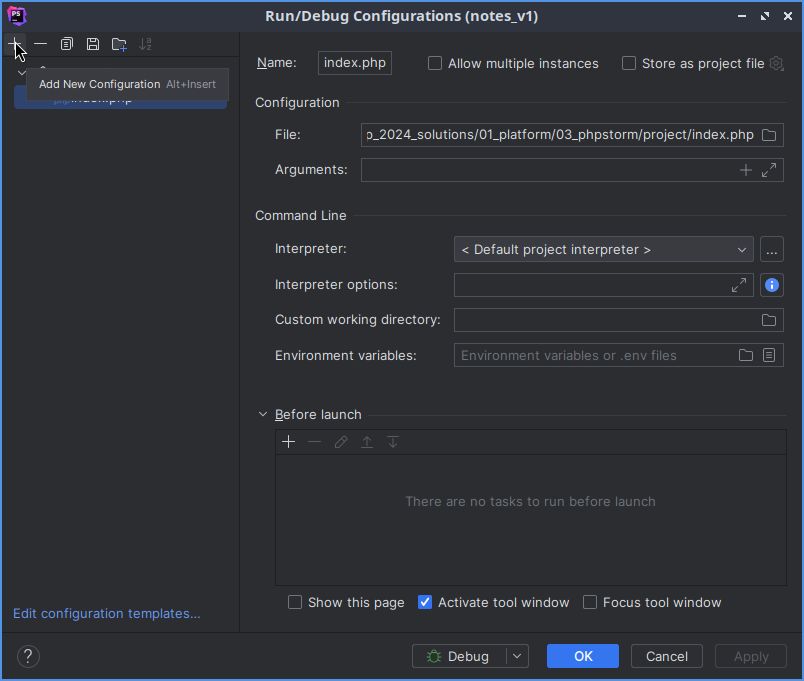 PS
Run/Debug Configurations (notes_v1)
Add New Configuration Alt+Insert
index.php
Name: index.php Allow multiple instances Store as project file
Configuration
File: o_2024_solutions/01_platform/03_phpstorm/project/index.php
Arguments:
Command Line
Interpreter: < Default project interpreter > ...
Interpreter options:
Custom working directory:
Environment variables: Environment variables or .env files
Before launch
There are no tasks to run before launch
Show this page Activate tool window Focus tool window
Edit configuration templates...
? Debug OK Cancel Apply